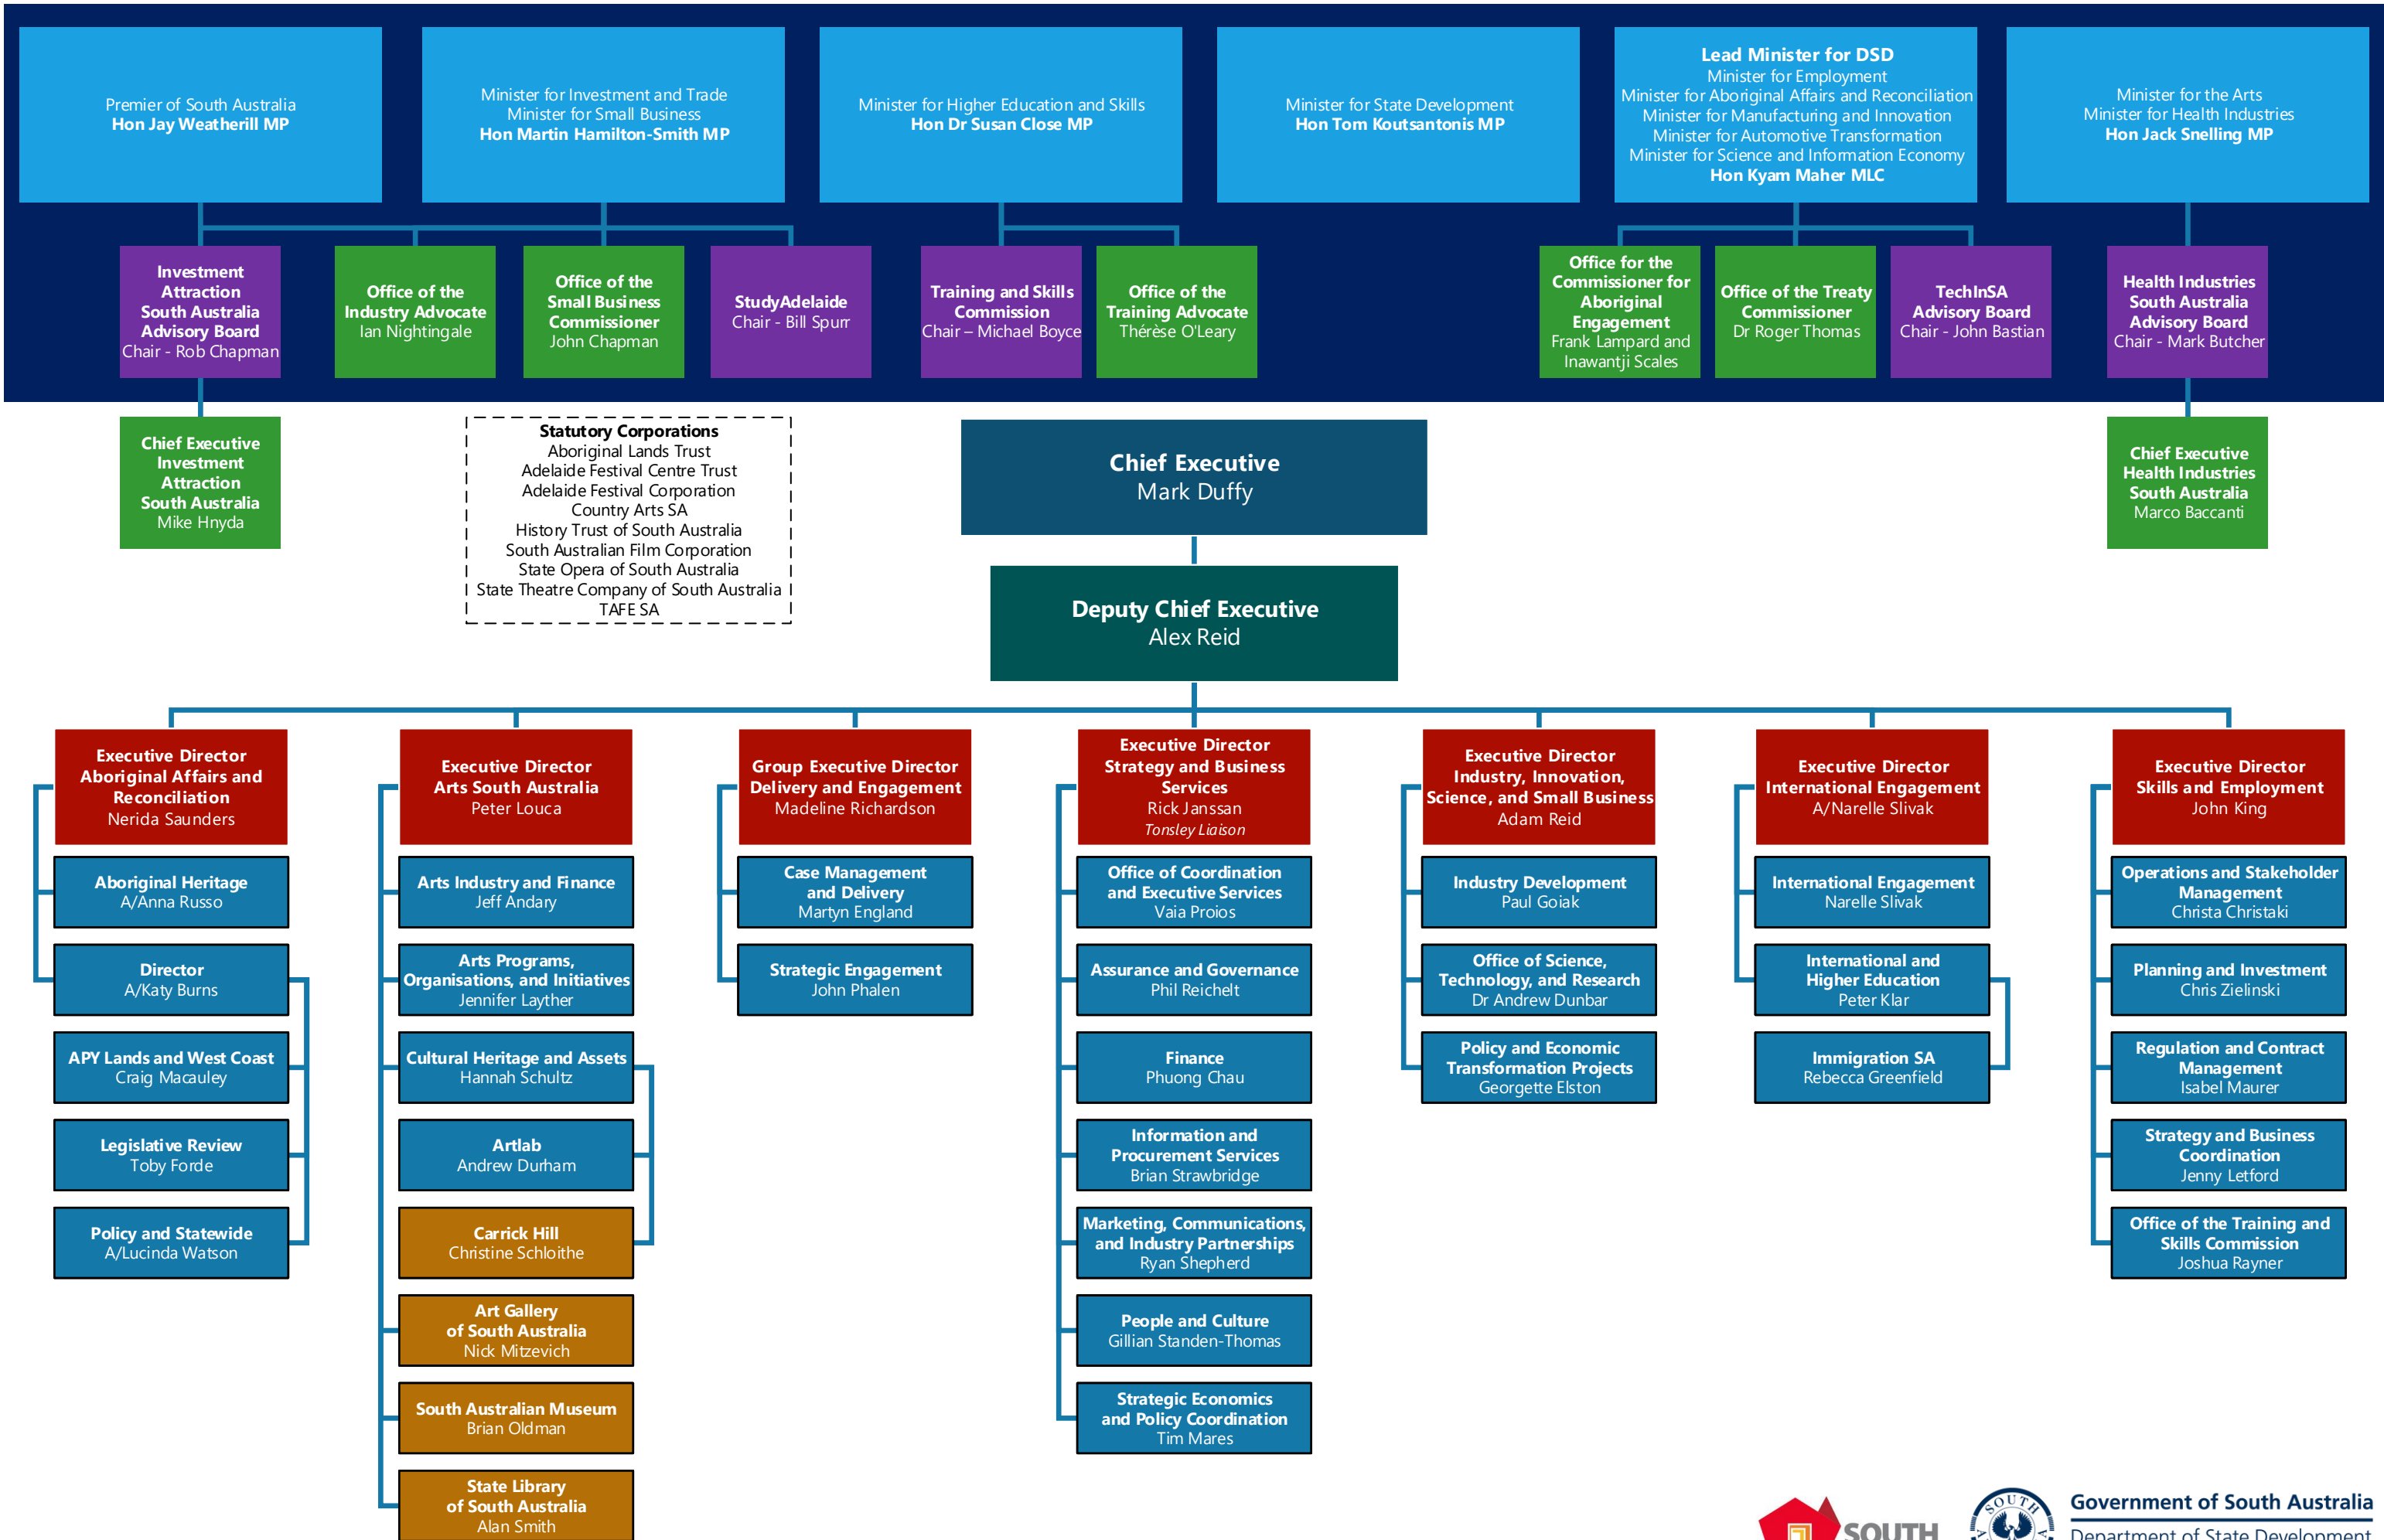 Premier of South Australia
Hon Jay Weatherill MP
Minister for Investment and Trade
Minister for Small Business
Hon Martin Hamilton-Smith MP
Minister for Higher Education and Skills
Hon Dr Susan Close MP
Minister for State Development
Hon Tom Koutsantonis MP
Lead Minister for DSD
Minister for Employment
Minister for Aboriginal Affairs and Reconciliation
Minister for Manufacturing and Innovation
Minister for Automotive Transformation
Minister for Science and Information Economy
Hon Kyam Maher MLC
Minister for the Arts
Minister for Health Industries
Hon Jack Snelling MP
Investment
Attraction
South Australia
Advisory Board
Chair - Rob Chapman
Office of the
Industry Advocate
Ian Nightingale
Office of the
Small Business
Commissioner
John Chapman
StudyAdelaide
Chair - Bill Spurr
Training and Skills
Commission
Chair – Michael Boyce
Office of the
Training Advocate
Thérèse O'Leary
Office for the
Commissioner for
Aboriginal
Engagement
Frank Lampard and
Inawantji Scales
Office of the Treaty
Commissioner
Dr Roger Thomas
TechInSA
Advisory Board
Chair - John Bastian
Health Industries
South Australia
Advisory Board
Chair - Mark Butcher
Chief Executive
Investment
Attraction
South Australia
Mike Hnyda
Statutory Corporations
Aboriginal Lands Trust
Adelaide Festival Centre Trust
Adelaide Festival Corporation
Country Arts SA
History Trust of South Australia
South Australian Film Corporation
State Opera of South Australia
State Theatre Company of South Australia
TAFE SA
Chief Executive
Mark Duffy
Chief Executive
Health Industries
South Australia
Marco Baccanti
Deputy Chief Executive
Alex Reid
Executive Director
Aboriginal Affairs and
Reconciliation
Nerida Saunders
Aboriginal Heritage
A/Anna Russo
Director
A/Katy Burns
APY Lands and West Coast
Craig Macauley
Legislative Review
Toby Forde
Policy and Statewide
A/Lucinda Watson
Executive Director
Arts South Australia
Peter Louca
Arts Industry and Finance
Jeff Andary
Arts Programs,
Organisations, and Initiatives
Jennifer Layther
Cultural Heritage and Assets
Hannah Schultz
Artlab
Andrew Durham
Carrick Hill
Christine Schloithe
Art Gallery
of South Australia
Nick Mitzevich
South Australian Museum
Brian Oldman
State Library
of South Australia
Alan Smith
Group Executive Director
Delivery and Engagement
Madeline Richardson
Case Management
and Delivery
Martyn England
Strategic Engagement
John Phalen
Executive Director
Strategy and Business
Services
Rick Janssan
Tonsley Liaison
Office of Coordination
and Executive Services
Vaia Proios
Assurance and Governance
Phil Reichelt
Finance
Phuong Chau
Information and
Procurement Services
Brian Strawbridge
Marketing, Communications,
and Industry Partnerships
Ryan Shepherd
People and Culture
Gillian Standen-Thomas
Strategic Economics
and Policy Coordination
Tim Mares
Executive Director
Industry, Innovation,
Science, and Small Business
Adam Reid
Industry Development
Paul Goiak
Office of Science,
Technology, and Research
Dr Andrew Dunbar
Policy and Economic
Transformation Projects
Georgette Elston
Executive Director
International Engagement
A/Narelle Slivak
International Engagement
Narelle Slivak
International and
Higher Education
Peter Klar
Immigration SA
Rebecca Greenfield
Executive Director
Skills and Employment
John King
Operations and Stakeholder
Management
Christa Christaki
Planning and Investment
Chris Zielinski
Regulation and Contract
Management
Isabel Maurer
Strategy and Business
Coordination
Jenny Letford
Office of the Training and
Skills Commission
Joshua Rayner
SOUTH
SOUTH
Government of South Australia
Department of State Development